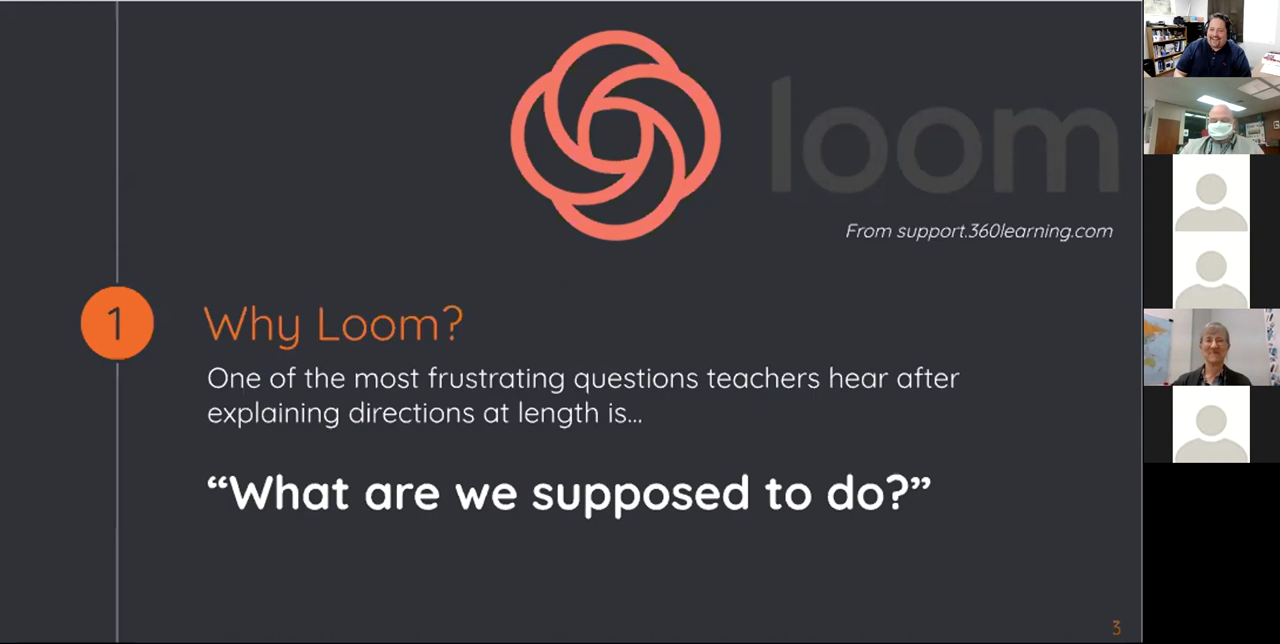 loom
From support.360learning.com
1
Why Loom?
One of the most frustrating questions teachers hear after
explaining directions at length is...
“What are we supposed to do?”
3